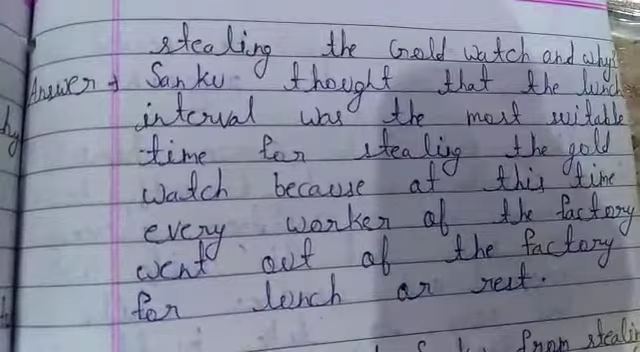 stealing the Gold watch and why?
Answer → Sanku thought that the lunch
interval was the most suitable
time for stealing the gold
watch because at this time
every worker of the factory
went out of the factory
for lunch or rest.
from stealin